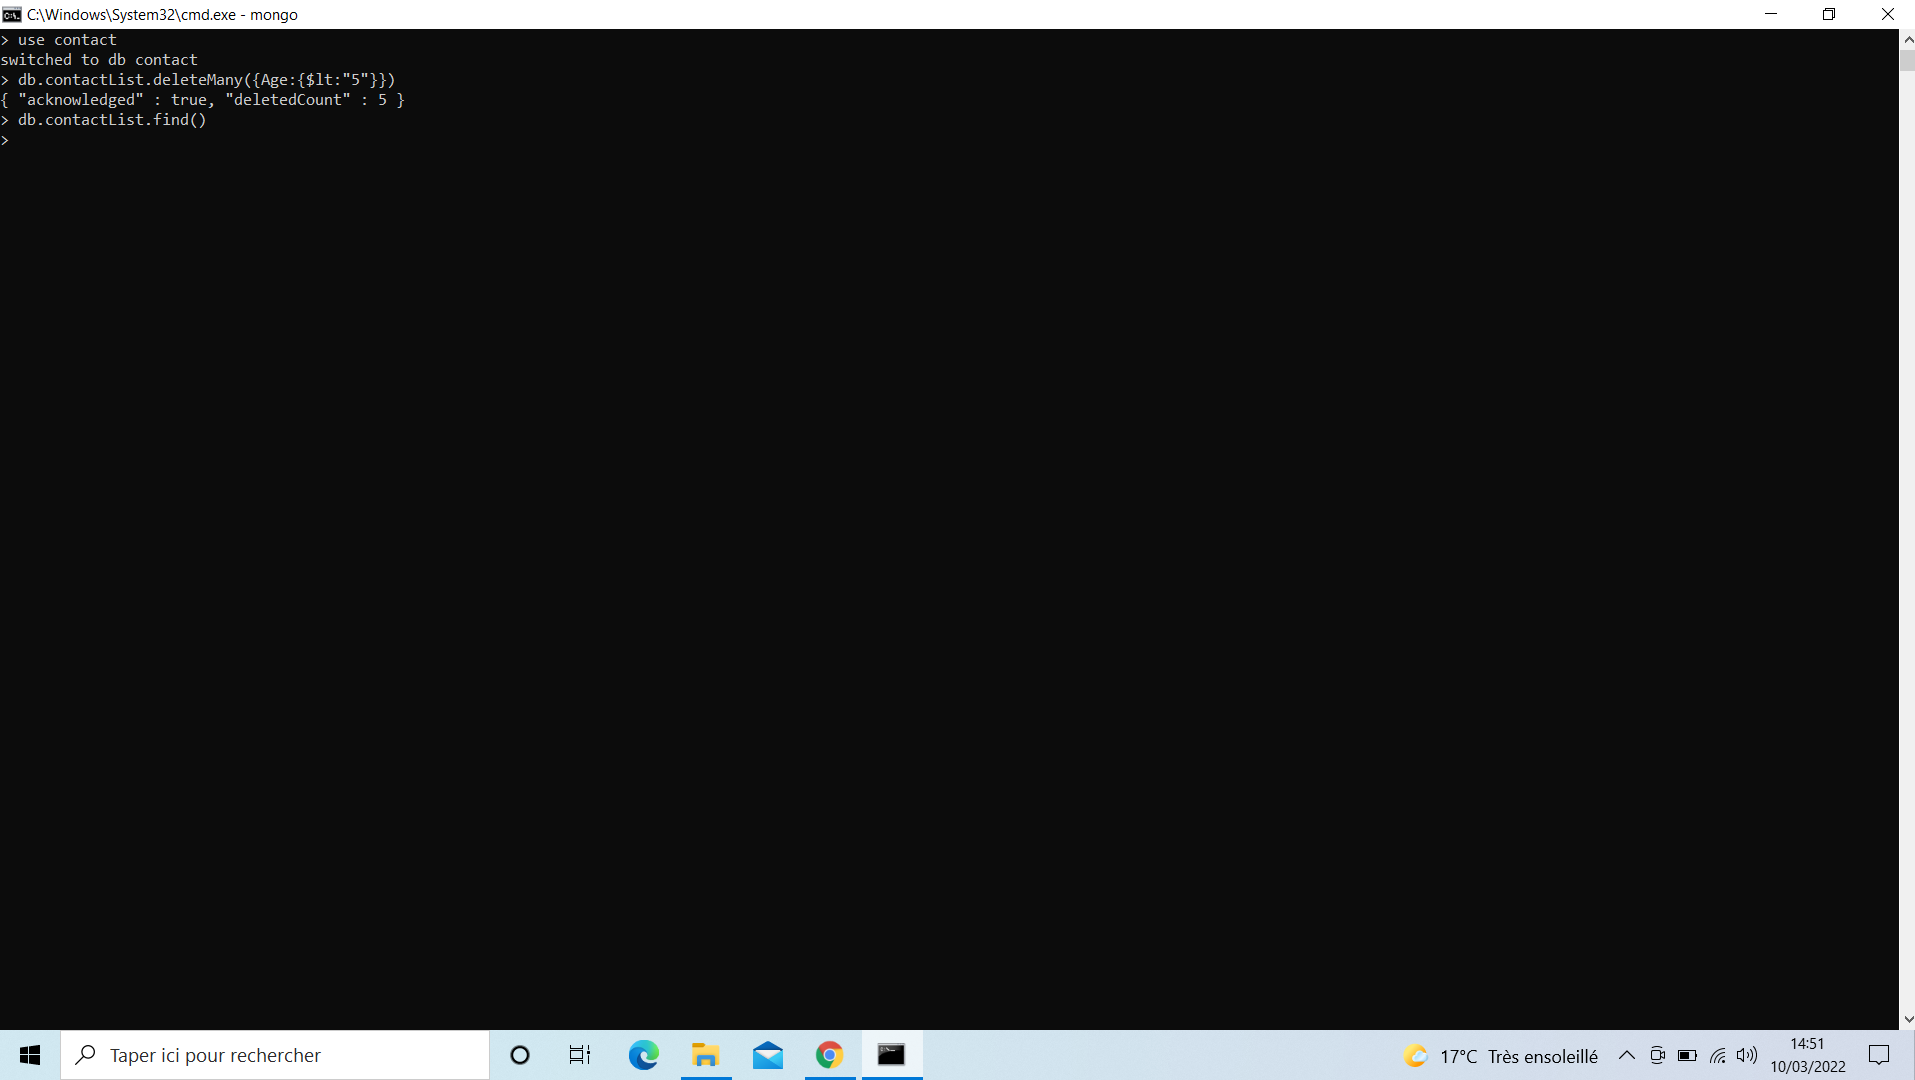 C:\Windows\System32\cmd.exe - mongo
> use contact
switched to db contact
> db.contactList.deleteMany({Age:{$lt:"5"}})
{ "acknowledged" : true, "deletedCount" : 5 }
> db.contactList.find()
>
Taper ici pour rechercher
17°C Très ensoleillé
14:51
10/03/2022